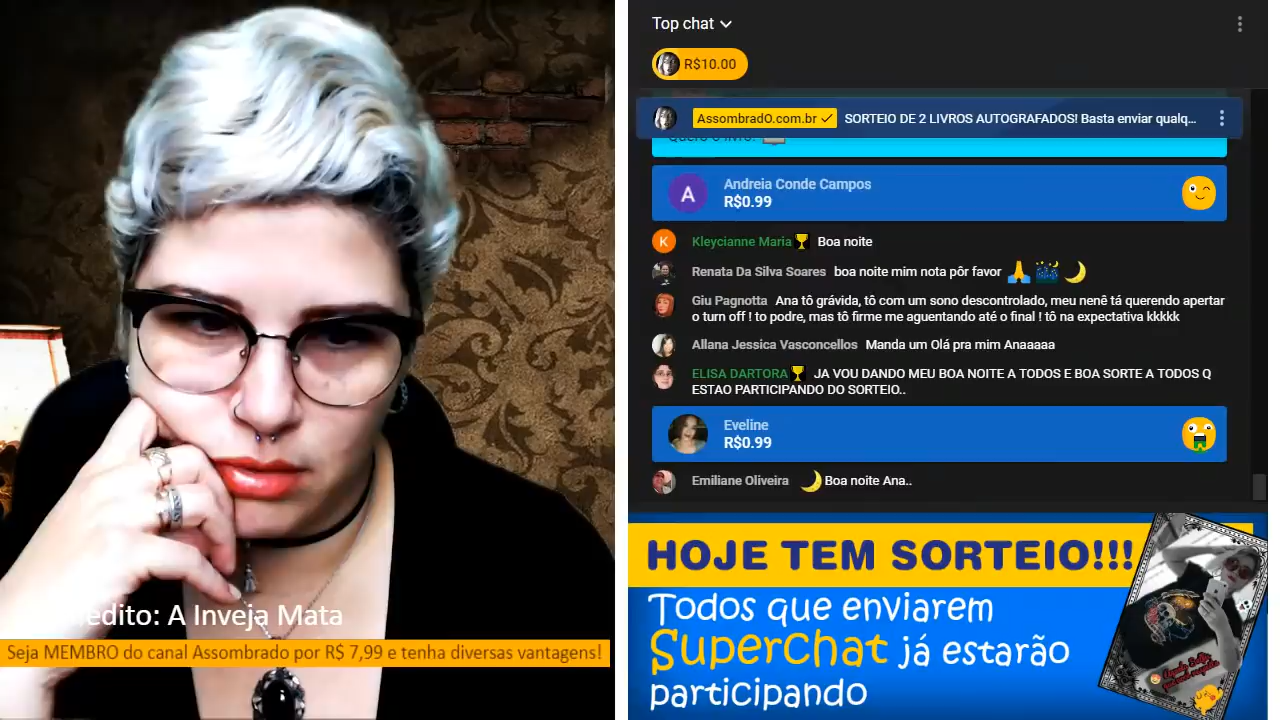 edito: A Inveja Mata
Seja MEMBRO do canal Assombrado por R$ 7,99 e tenha diversas vantagens!
Top chat
R$10.00
AssombradO.com.br SORTEIO DE 2 LIVROS AUTOGRAFADOS! Basta enviar qualq...
Andreia Conde Campos
R$0.99
Kleycianne Maria Boa noite
Renata Da Silva Soares boa noite mim nota pôr favor
Giu Pagnotta Ana tô grávida, tô com um sono descontrolado, meu nenê tá querendo apertar
o turn off ! to podre, mas tô firme me aguentando até o final ! tô na expectativa kkkkk
Allana Jessica Vasconcellos Manda um Olá pra mim Anaaaaa
ELISA DARTORA JA VOU DANDO MEU BOA NOITE A TODOS E BOA SORTE A TODOS Q
ESTAO PARTICIPANDO DO SORTEIO..
Eveline
R$0.99
Emiliane Oliveira Boa noite Ana..
HOJE TEM SORTEIO!!!
Todos que enviarem
Superchat já estarão
participando